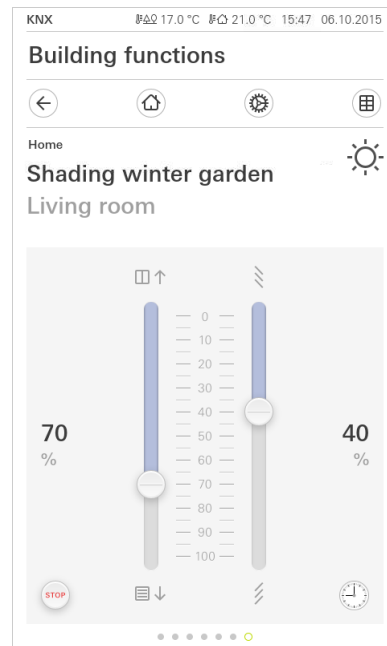 KNX 17.0 °C 21.0 °C 15:47 06.10.2015
Building functions
Home
Shading winter garden
Living room
0
10
20
30
40
50
60
70
80
90
100
70
%
40
%
STOP